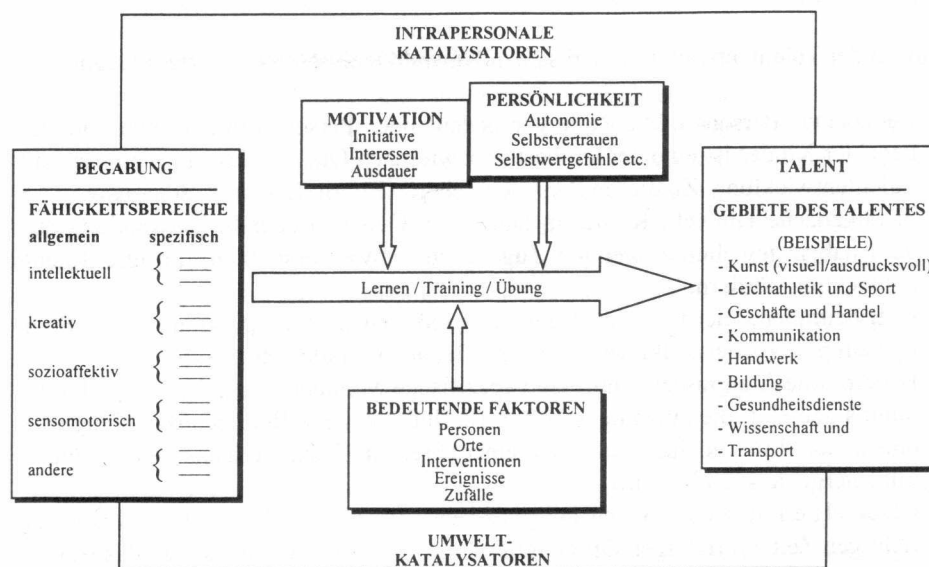 INTRAPERSONALE
KATALYSATOREN
MOTIVATION
Initiative
Interessen
Ausdauer
PERSÖNLICHKEIT
Autonomie
Selbstvertrauen
Selbstwertgefühle etc.
BEGABUNG
FÄHIGKEITSBEREICHE
allgemein spezifisch
intellektuell
kreativ
sozioaffektiv
sensomotorisch
andere
Lernen / Training / Übung
BEDEUTENDE FAKTOREN
Personen
Orte
Interventionen
Ereignisse
Zufälle
TALENT
GEBIETE DES TALENTES
(BEISPIELE)
- Kunst (visuell/ausdrucksvoll)
- Leichtathletik und Sport
- Geschäfte und Handel
- Kommunikation
- Handwerk
- Bildung
- Gesundheitsdienste
- Wissenschaft und
- Transport
UMWELT-
KATALYSATOREN